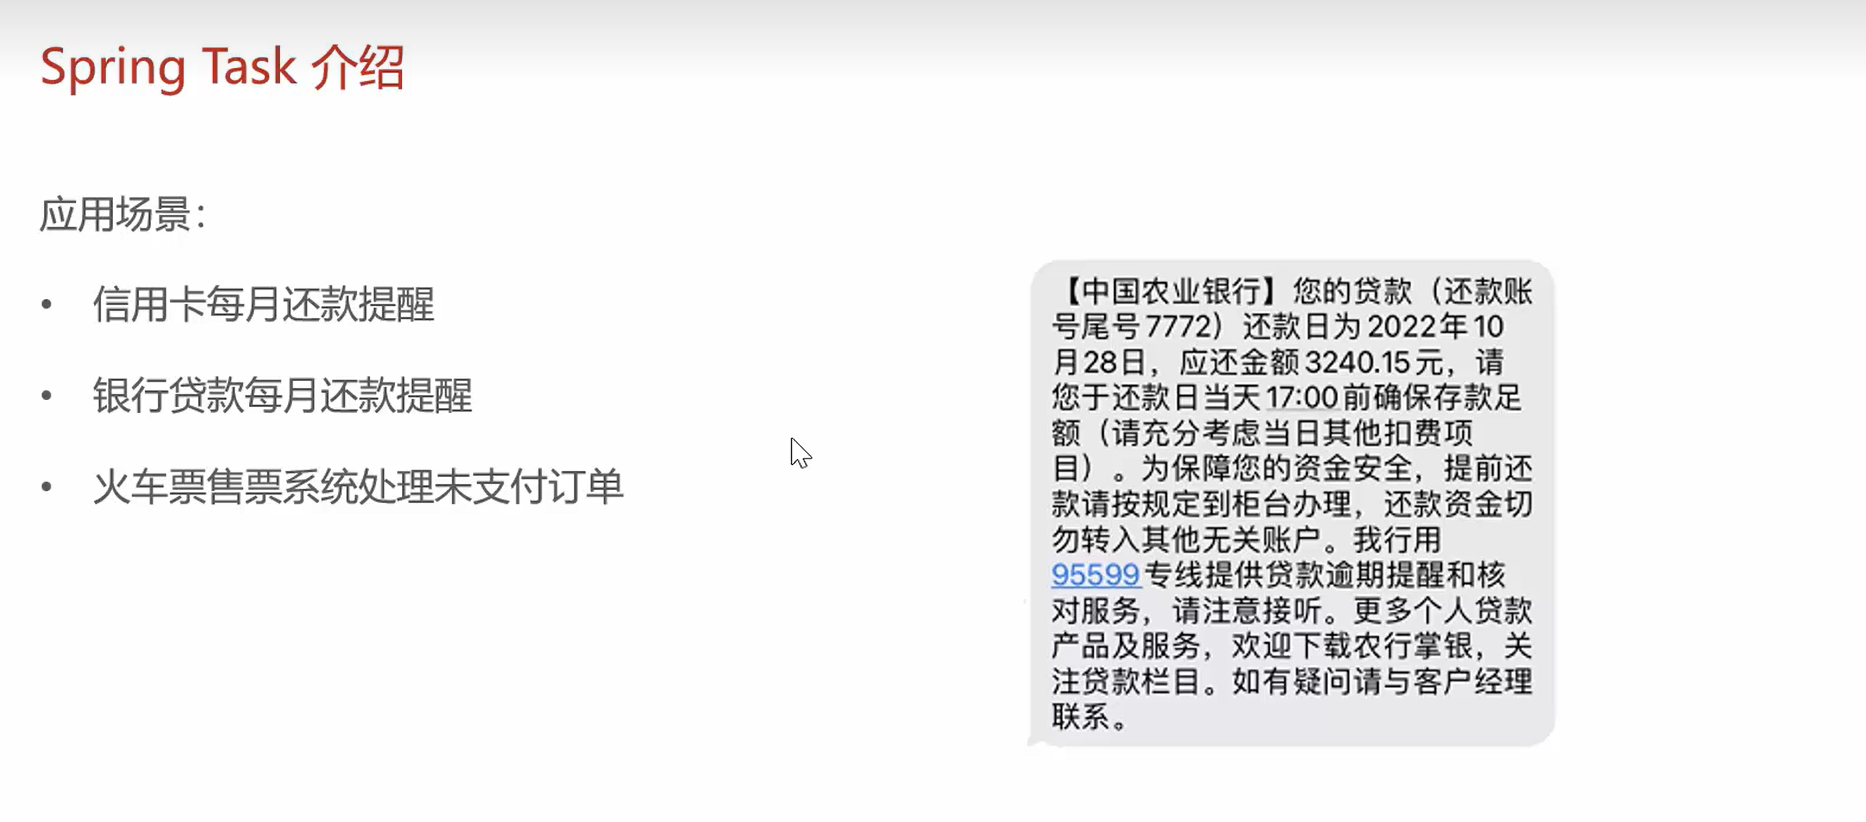 Spring Task 介绍
应用场景：
• 信用卡每月还款提醒
• 银行贷款每月还款提醒
• 火车票售票系统处理未支付订单
【中国农业银行】您的贷款（还款账
号尾号7772）还款日为2022年10
月28日，应还金额3240.15元，请
您于还款日当天17:00前确保存款足
额（请充分考虑当日其他扣费项
目）。为保障您的资金安全，提前还
款请按规定到柜台办理，还款资金切
勿转入其他无关账户。我行用
95599专线提供贷款逾期提醒和核
对服务，请注意接听。更多个人贷款
产品及服务，欢迎下载农行掌银，关
注贷款栏目。如有疑问请与客户经理
联系。